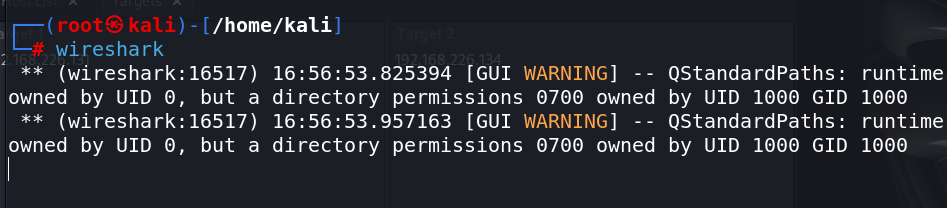 Host List × Targets ×
┌──(root㉿kali)-[/home/kali]
Target 2
└─# wireshark
192.168.226.134
** (wireshark:16517) 16:56:53.825394 [GUI WARNING] -- QStandardPaths: runtime
owned by UID 0, but a directory permissions 0700 owned by UID 1000 GID 1000
** (wireshark:16517) 16:56:53.957163 [GUI WARNING] -- QStandardPaths: runtime
owned by UID 0, but a directory permissions 0700 owned by UID 1000 GID 1000